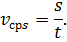 v_cps = s/t.